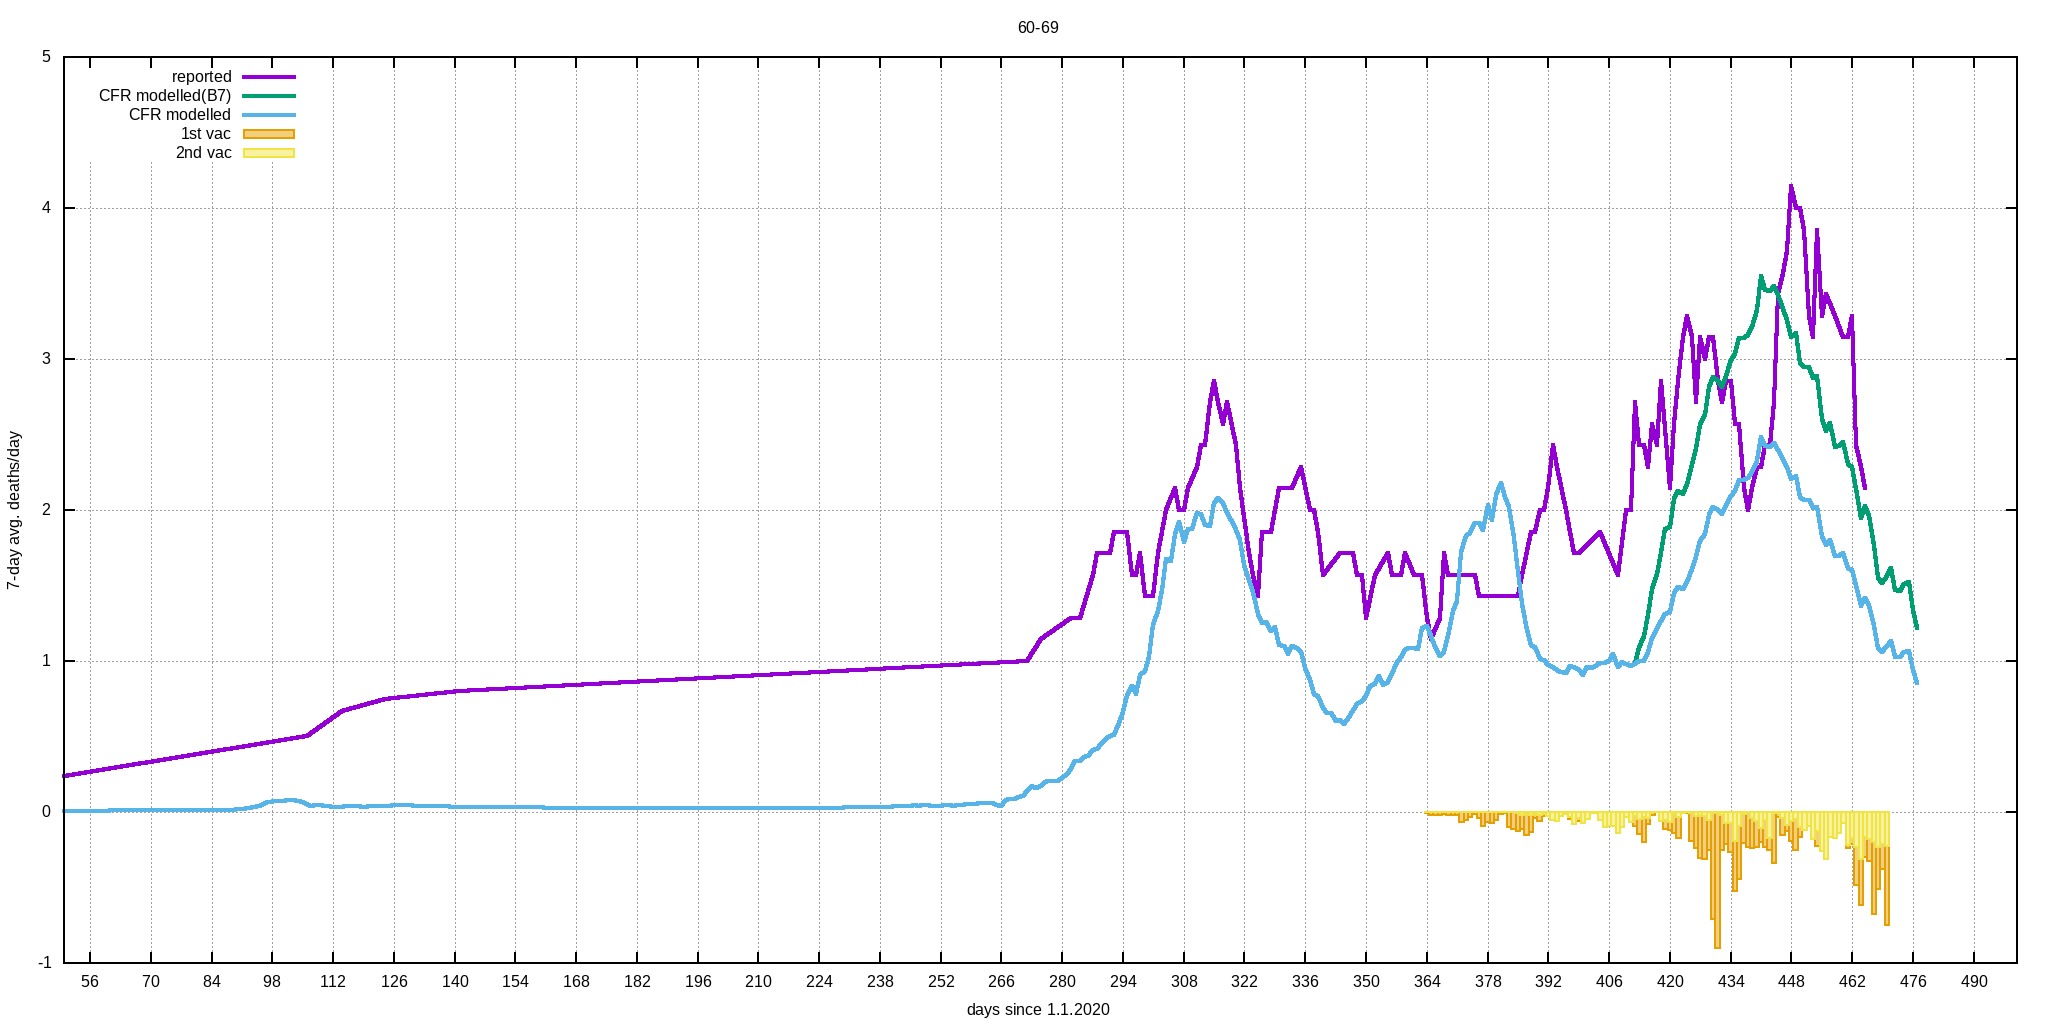 60-69
5
reported
CFR modelled(B7)
CFR modelled
1st vac
2nd vac
4
3
7-day avg. deaths/day
2
1
0
-1
56 70 84 98 112 126 140 154 168 182 196 210 224 238 252 266 280 294 308 322 336 350 364 378 392 406 420 434 448 462 476 490
days since 1.1.2020